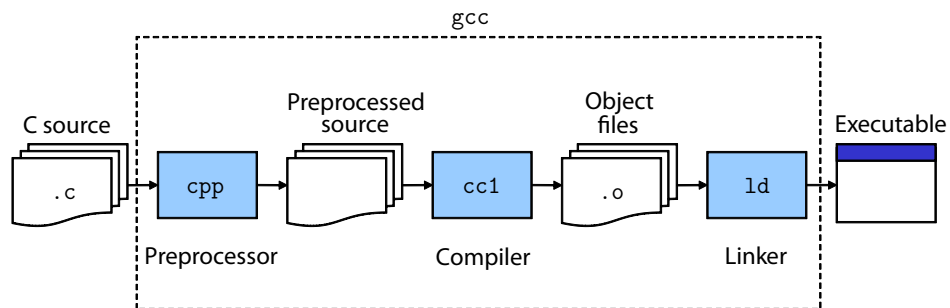 gcc
C source
.c
cpp
Preprocessor
Preprocessed
source
cc1
Compiler
Object
files
.o
ld
Linker
Executable